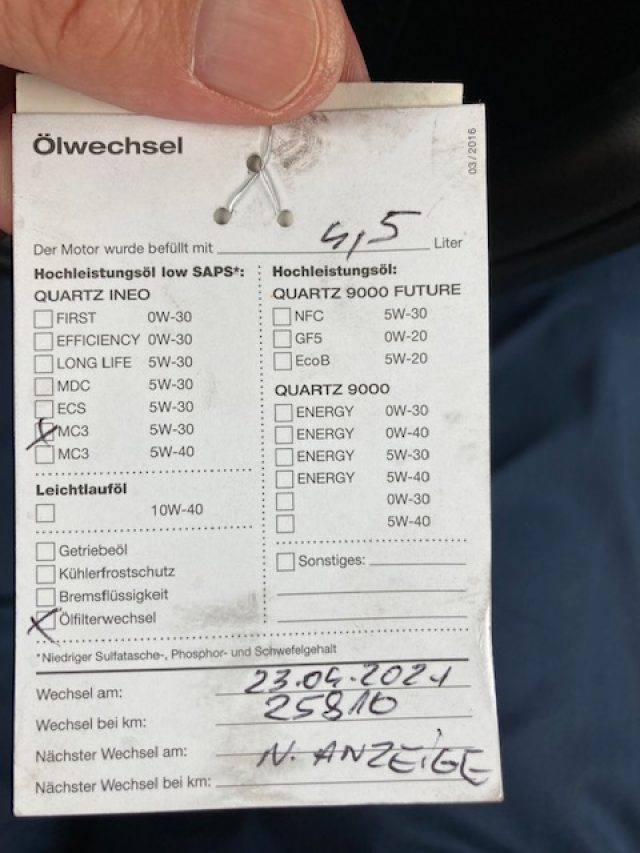 Ölwechsel
03/2016
Der Motor wurde befüllt mit 4,5 Liter
Hochleistungsöl low SAPS*:
QUARTZ INEO
FIRST 0W-30
EFFICIENCY 0W-30
LONG LIFE 5W-30
MDC 5W-30
ECS 5W-30
MC3 5W-30
MC3 5W-40
Leichtlauföl
10W-40
Getriebeöl
Kühlerfrostschutz
Bremsflüssigkeit
Ölfilterwechsel
Hochleistungsöl:
QUARTZ 9000 FUTURE
NFC 5W-30
GF5 0W-20
EcoB 5W-20
QUARTZ 9000
ENERGY 0W-30
ENERGY 0W-40
ENERGY 5W-30
ENERGY 5W-40
0W-30
5W-40
Sonstiges:
*Niedriger Sulfatasche-, Phosphor- und Schwefelgehalt
Wechsel am: 23.04.2021
Wechsel bei km: 25810
Nächster Wechsel am: N. ANZEIGE
Nächster Wechsel bei km: